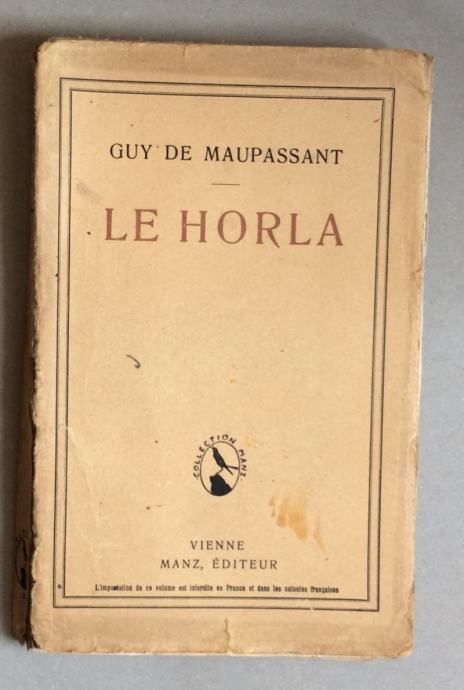 GUY DE MAUPASSANT
LE HORLA
COLLECTION MANZ
VIENNE
MANZ, ÉDITEUR
L'importation de ce volume est interdite en France et dans les colonies françaises